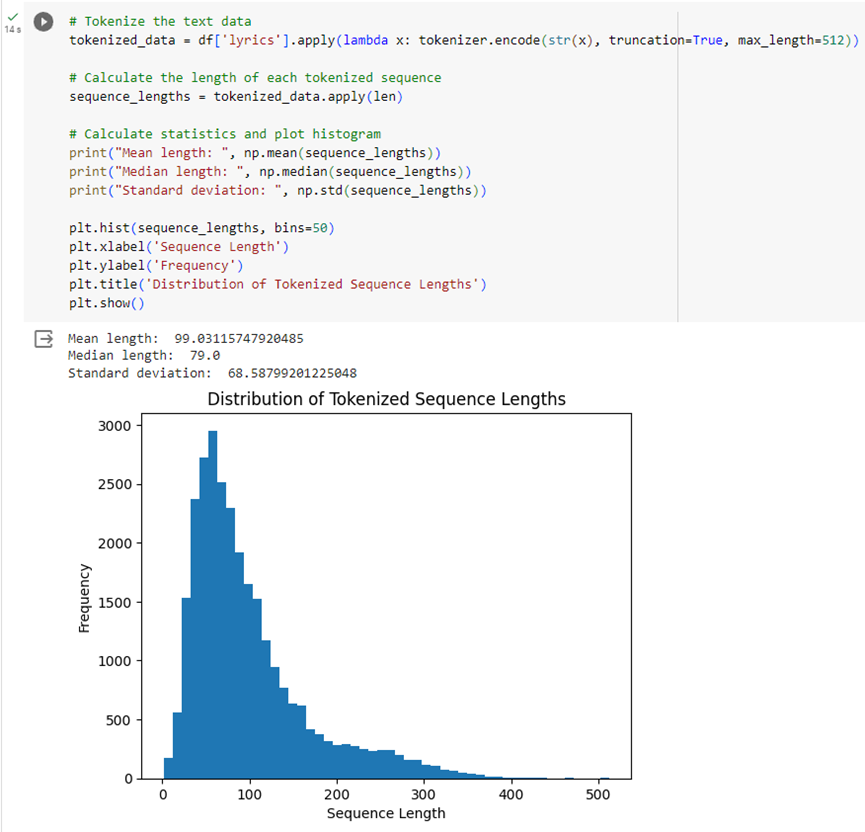 14 s
# Tokenize the text data
tokenized_data = df['lyrics'].apply(lambda x: tokenizer.encode(str(x), truncation=True, max_length=512))
# Calculate the length of each tokenized sequence
sequence_lengths = tokenized_data.apply(len)
# Calculate statistics and plot histogram
print("Mean length: ", np.mean(sequence_lengths))
print("Median length: ", np.median(sequence_lengths))
print("Standard deviation: ", np.std(sequence_lengths))
plt.hist(sequence_lengths, bins=50)
plt.xlabel('Sequence Length')
plt.ylabel('Frequency')
plt.title('Distribution of Tokenized Sequence Lengths')
plt.show()
Mean length:  99.03115747920485
Median length:  79.0
Standard deviation:  68.58799201225048
Distribution of Tokenized Sequence Lengths
3000
2500
2000
1500
1000
500
0
Frequency
0 100 200 300 400 500
Sequence Length